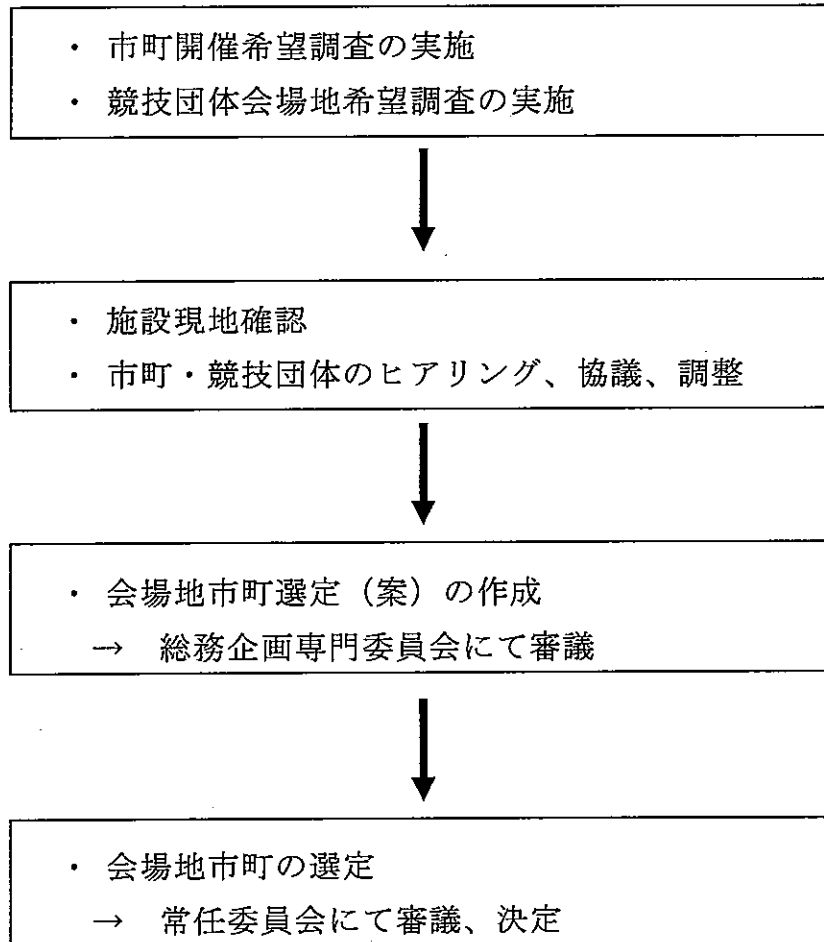 ・ 市町開催希望調査の実施
・ 競技団体会場地希望調査の実施
・ 施設現地確認
・ 市町・競技団体のヒアリング、協議、調整
・ 会場地市町選定（案）の作成
→ 総務企画専門委員会にて審議
・ 会場地市町の選定
→ 常任委員会にて審議、決定